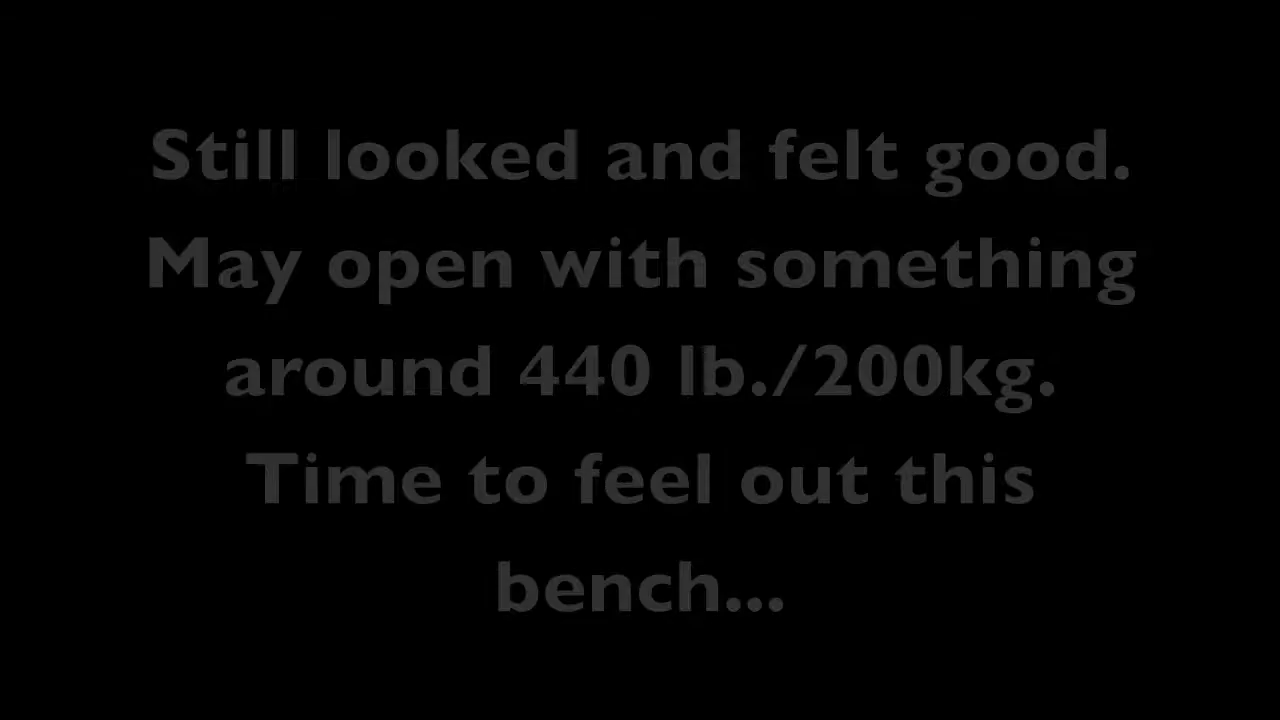 Still looked and felt good.
May open with something
around 440 lb./200kg.
Time to feel out this
bench...